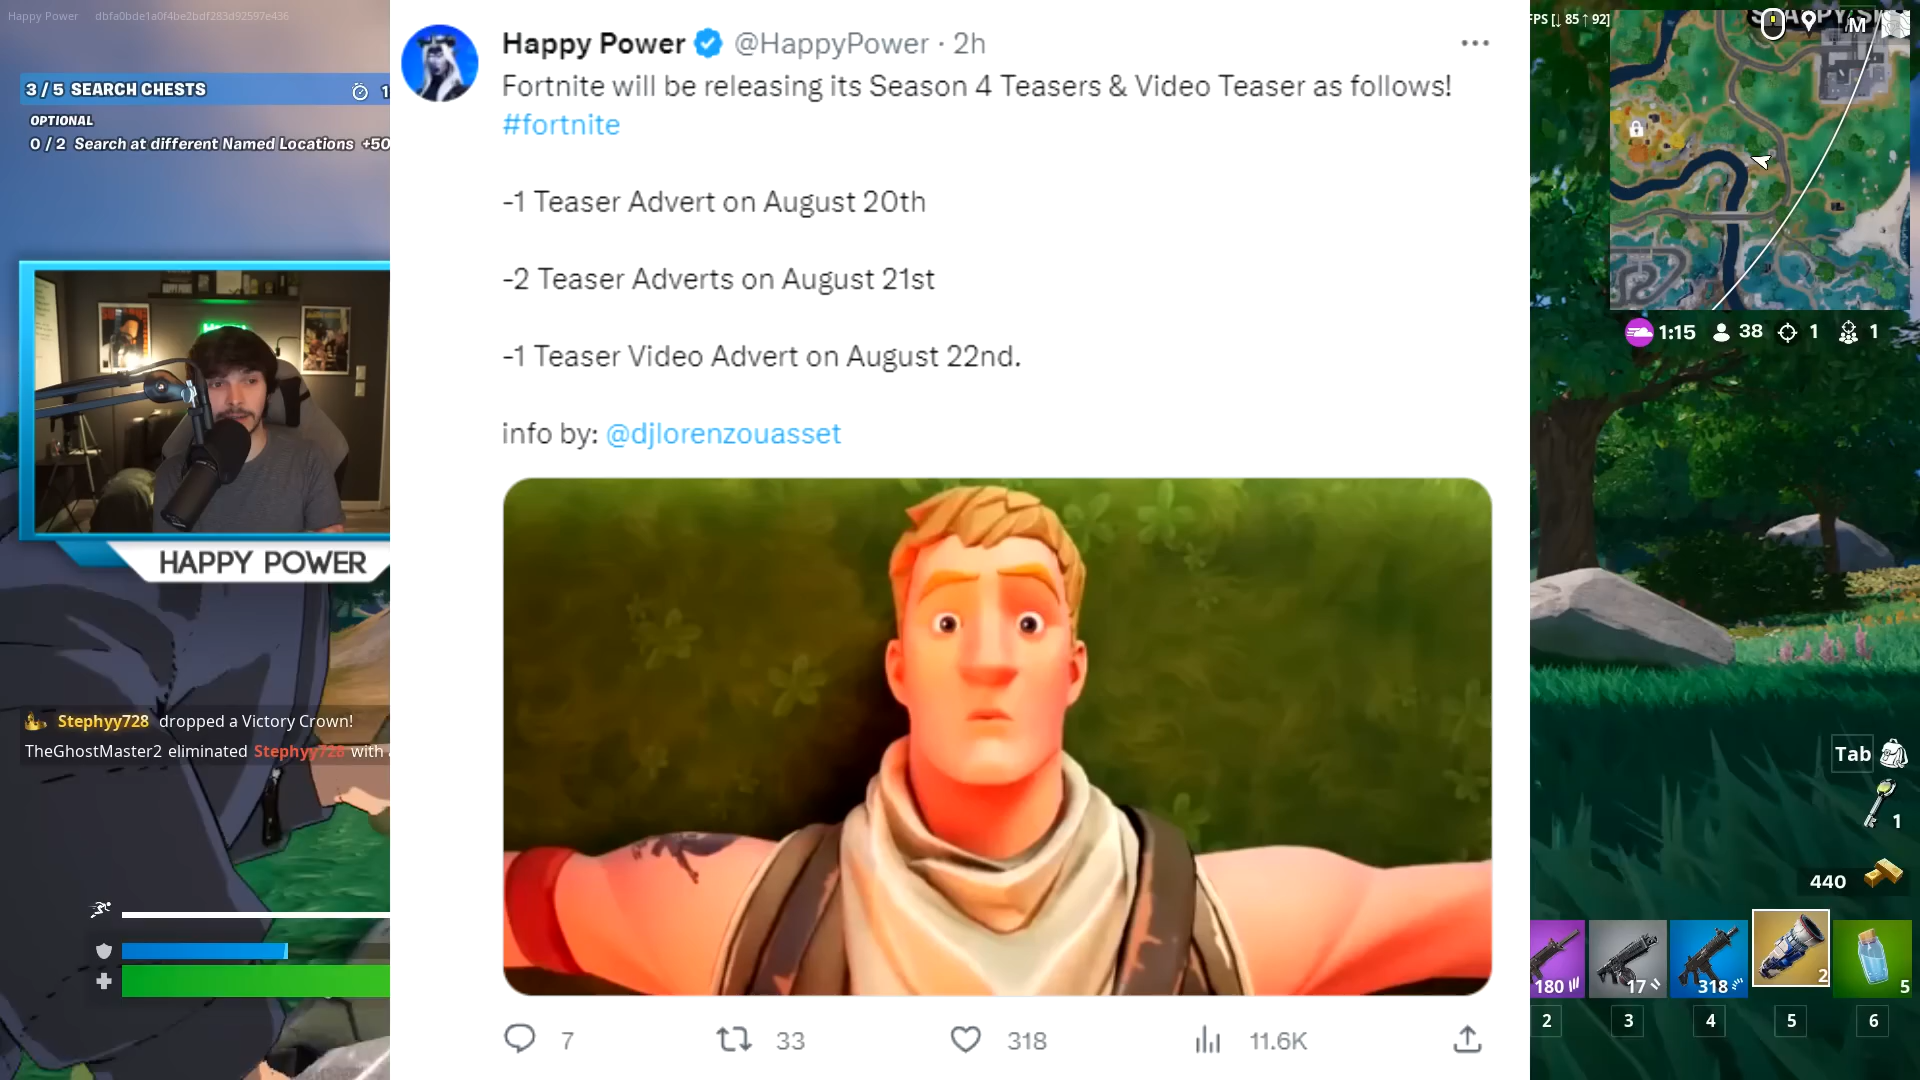 Happy Power dbfa0bde1a0f4be2bdf283d92597e436
3 / 5 SEARCH CHESTS
OPTIONAL
0 / 2 Search at different Named Locations +50
HAPPY POWER
Stephyy728 dropped a Victory Crown!
TheGhostMaster2 eliminated Stephyy728 with
Happy Power @HappyPower · 2h
Fortnite will be releasing its Season 4 Teasers & Video Teaser as follows!
#fortnite
-1 Teaser Advert on August 20th
-2 Teaser Adverts on August 21st
-1 Teaser Video Advert on August 22nd.
info by: @djlorenzouasset
7 33 318 11.6K
FPS [↓ 85 ↑ 92]
M
1:15 38 1 1
Tab
1
440
180 17 318 2 5
2 3 4 5 6